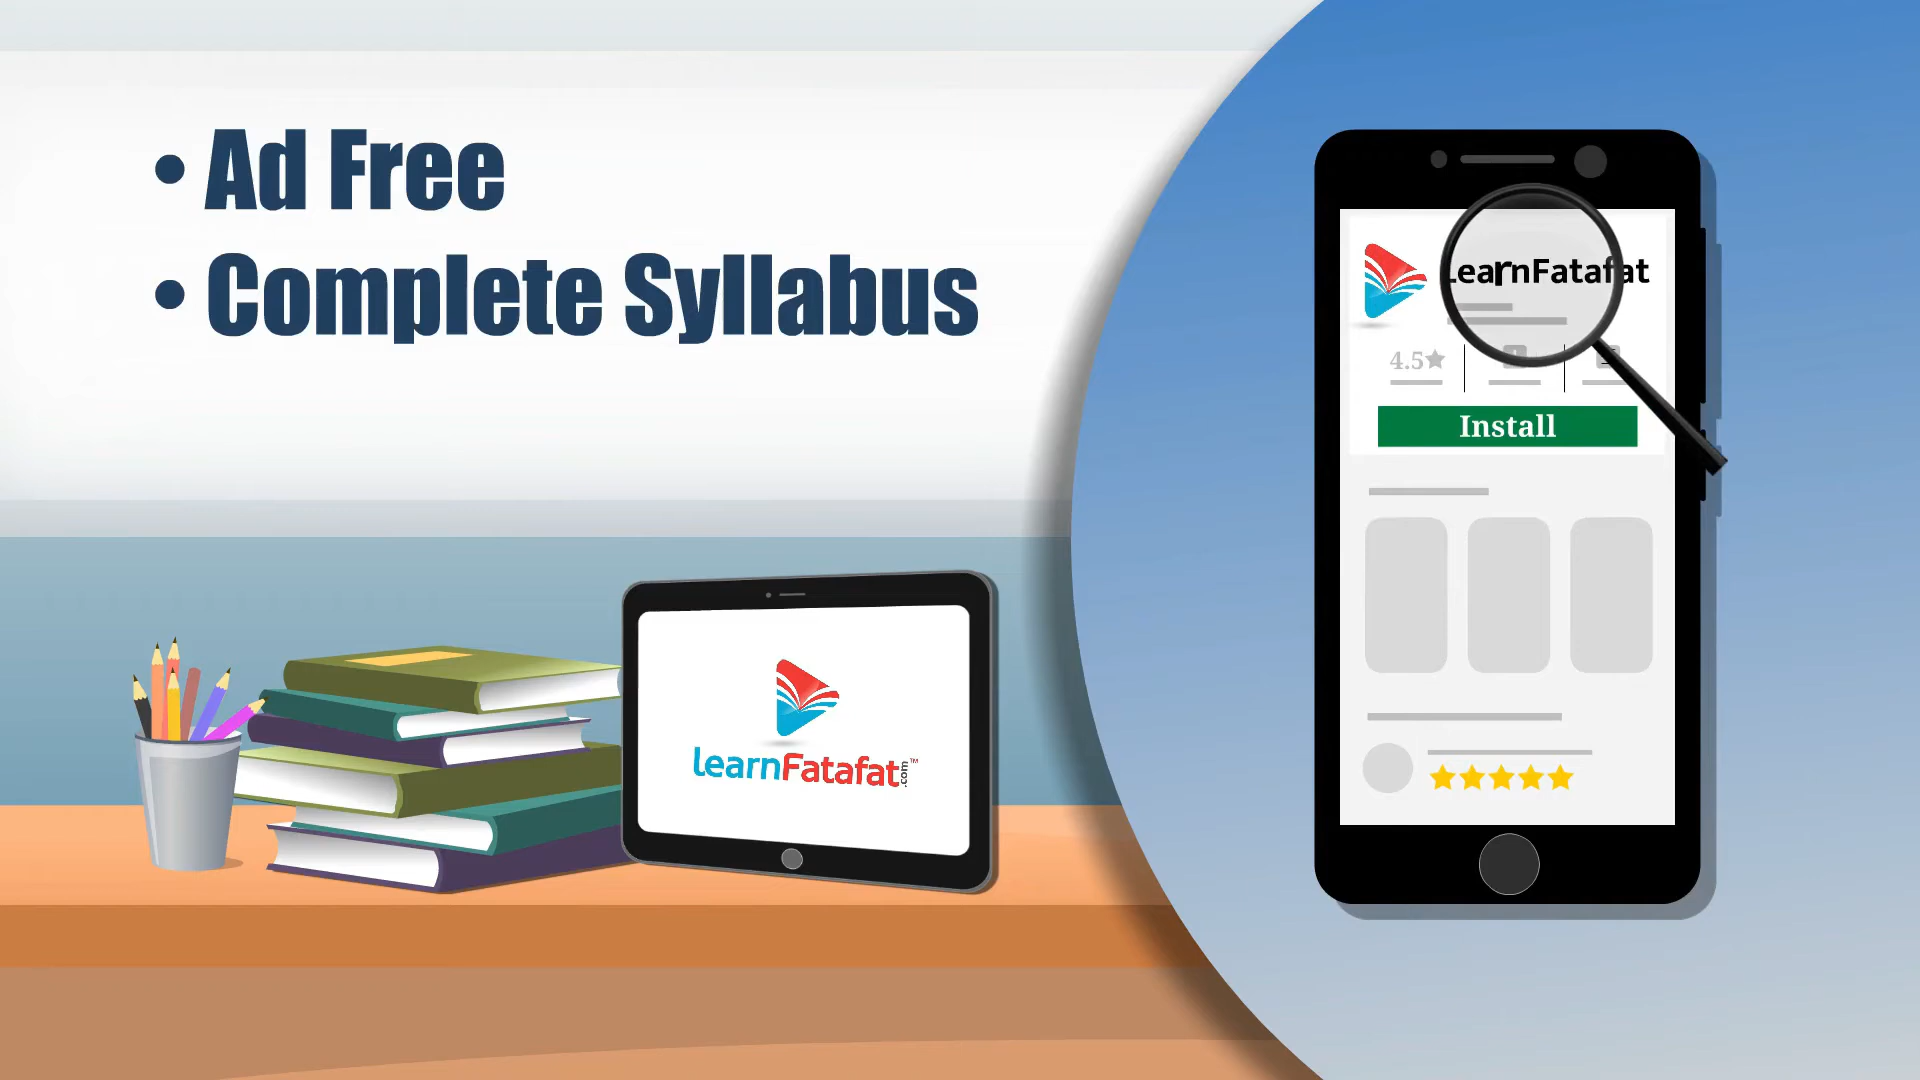 • Ad Free
• Complete Syllabus
LearnFatafat
4.5★
Install
learnFatafat.com™